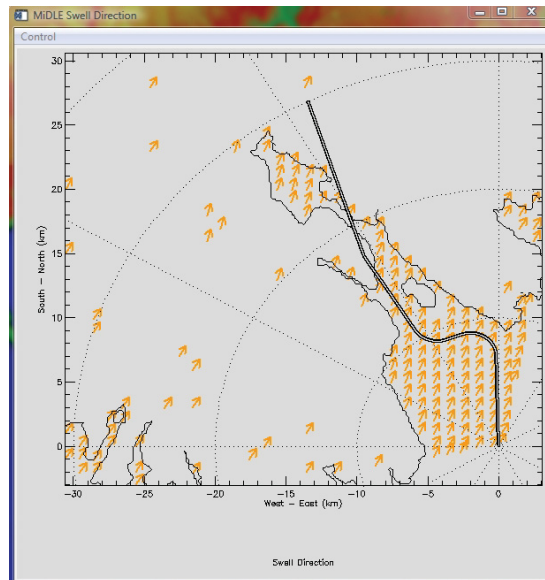 MiDLE Swell Direction
Control
30
25
20
15
10
5
0
South - North (km)
-30 -25 -20 -15 -10 -5 0
West - East (km)
Swell Direction